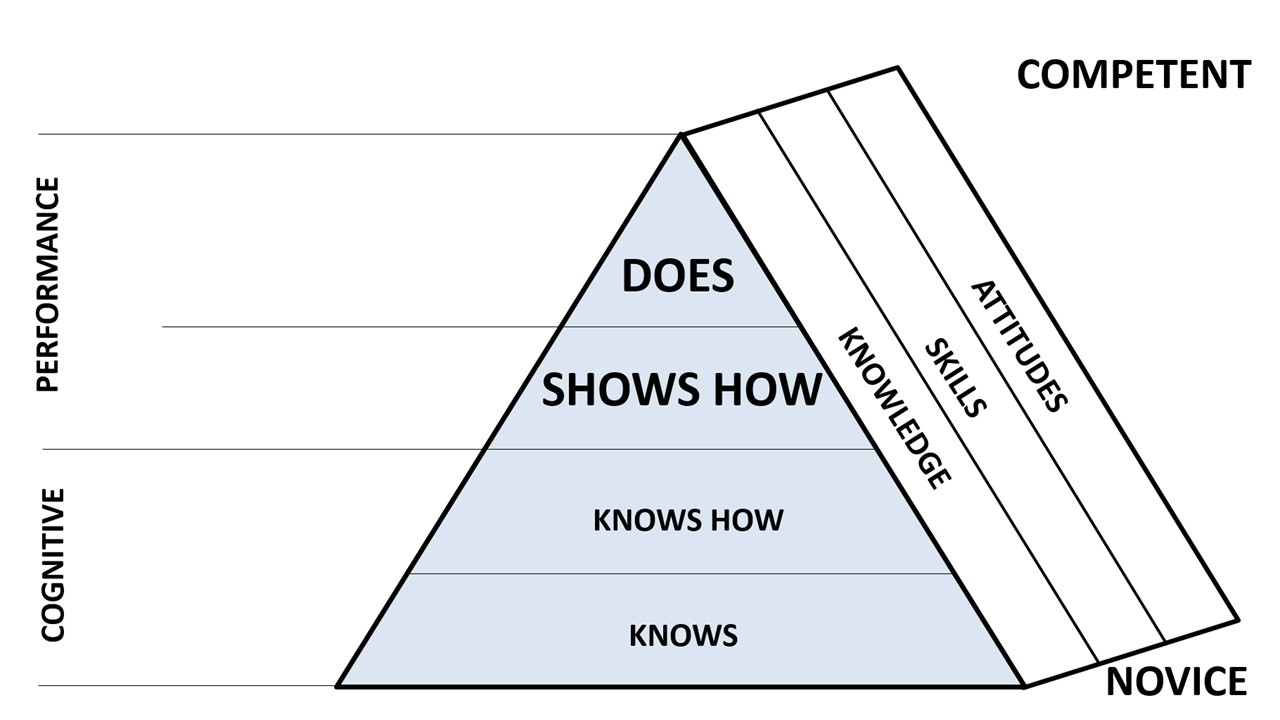 COMPETENT
PERFORMANCE
DOES
SHOWS HOW
KNOWLEDGE
SKILLS
ATTITUDES
COGNITIVE
KNOWS HOW
KNOWS
NOVICE